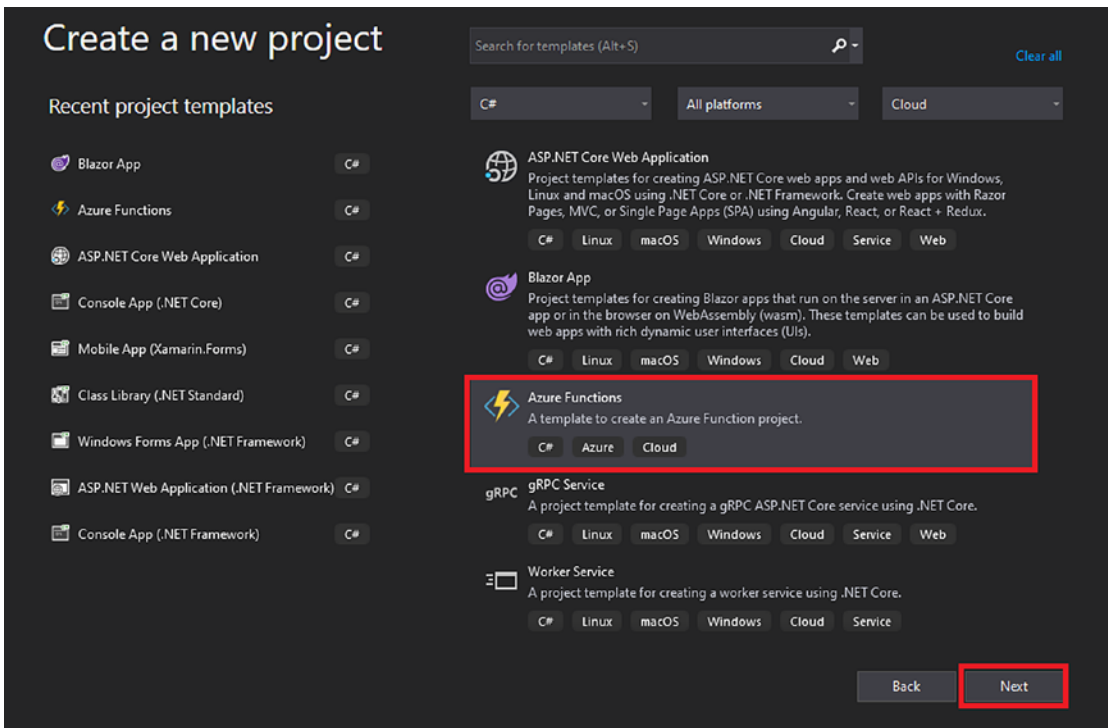 Create a new project
Search for templates (Alt+S)
Clear all
Recent project templates
C#
All platforms
Cloud
Blazor App C#
Azure Functions C#
ASP.NET Core Web Application C#
Console App (.NET Core) C#
Mobile App (Xamarin.Forms) C#
Class Library (.NET Standard) C#
Windows Forms App (.NET Framework) C#
ASP.NET Web Application (.NET Framework) C#
Console App (.NET Framework) C#
ASP.NET Core Web Application
Project templates for creating ASP.NET Core web apps and web APIs for Windows,
Linux and macOS using .NET Core or .NET Framework. Create web apps with Razor
Pages, MVC, or Single Page Apps (SPA) using Angular, React, or React + Redux.
C# Linux macOS Windows Cloud Service Web
Blazor App
Project templates for creating Blazor apps that run on the server in an ASP.NET Core
app or in the browser on WebAssembly (wasm). These templates can be used to build
web apps with rich dynamic user interfaces (UIs).
C# Linux macOS Windows Cloud Web
Azure Functions
A template to create an Azure Function project.
C# Azure Cloud
gRPC gRPC Service
A project template for creating a gRPC ASP.NET Core service using .NET Core.
C# Linux macOS Windows Cloud Service Web
Worker Service
A project template for creating a worker service using .NET Core.
C# Linux macOS Windows Cloud Service
Back
Next